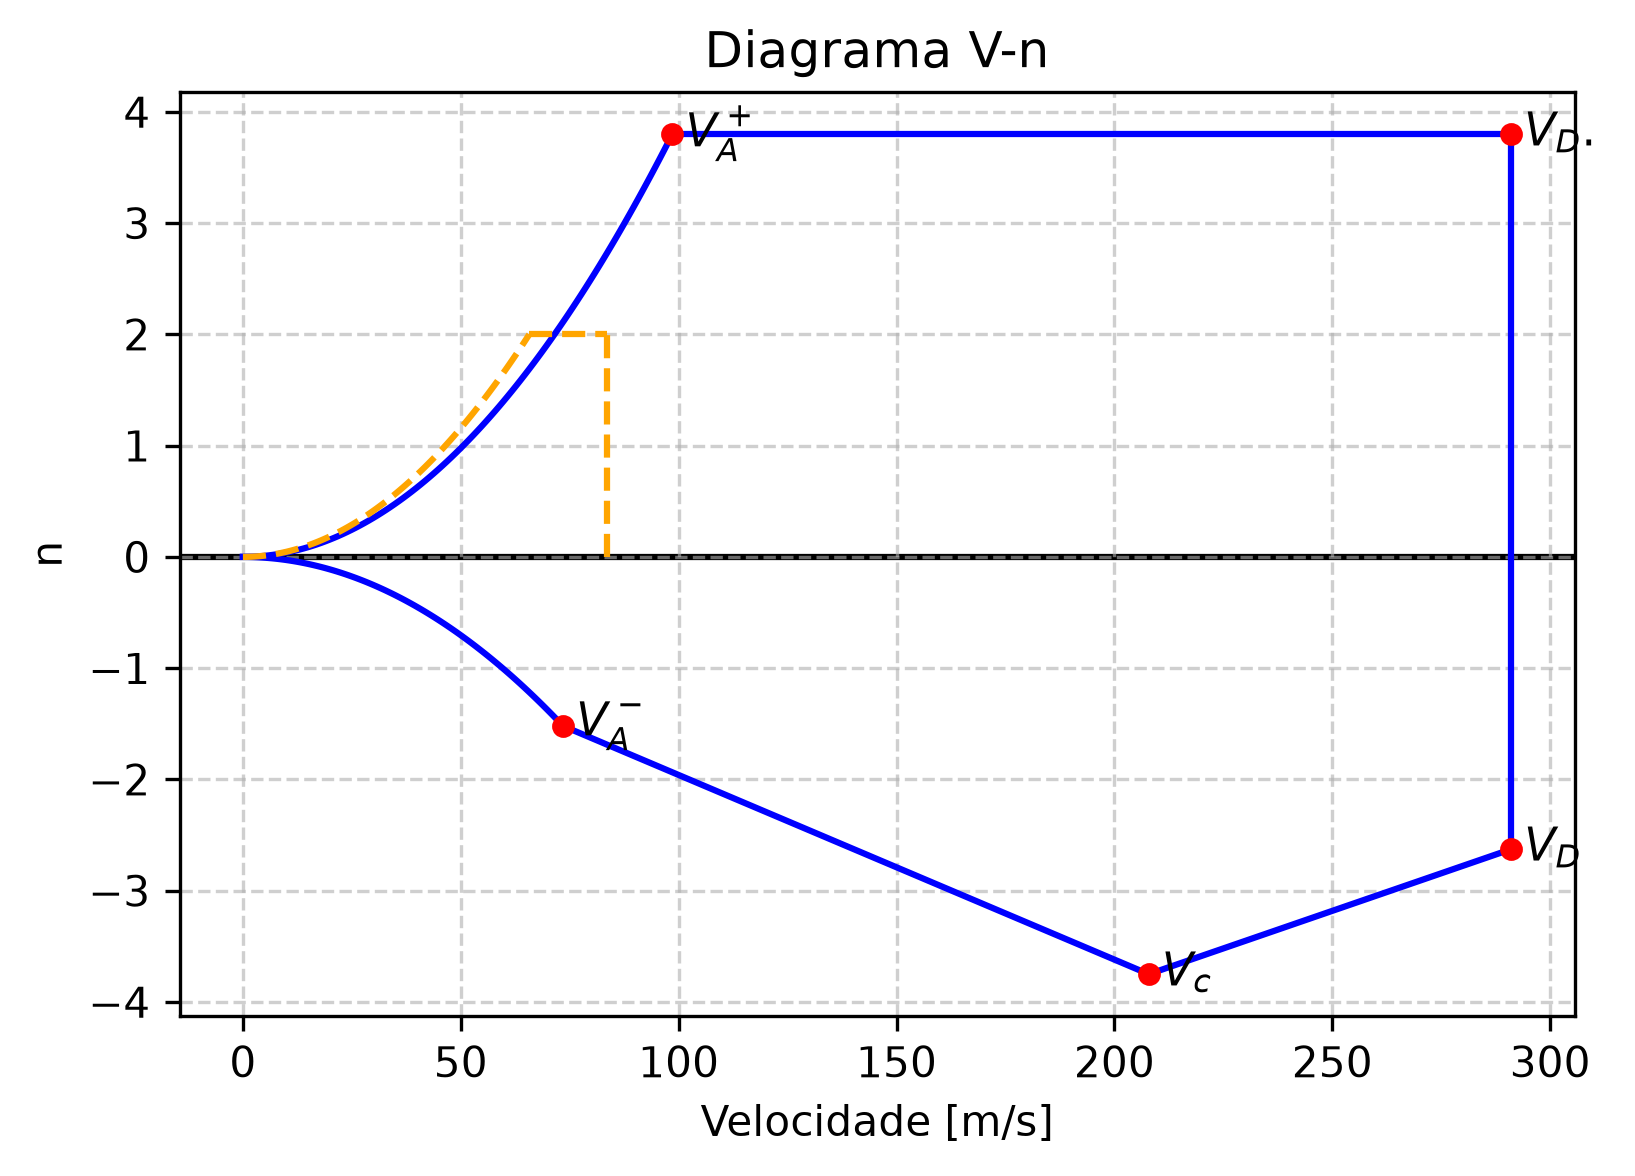 Diagrama V-n
4
3
2
1
0
−1
−2
−3
−4
n
V_A^+
V_D.
V_A^−
V_D
V_c
0 50 100 150 200 250 300
Velocidade [m/s]